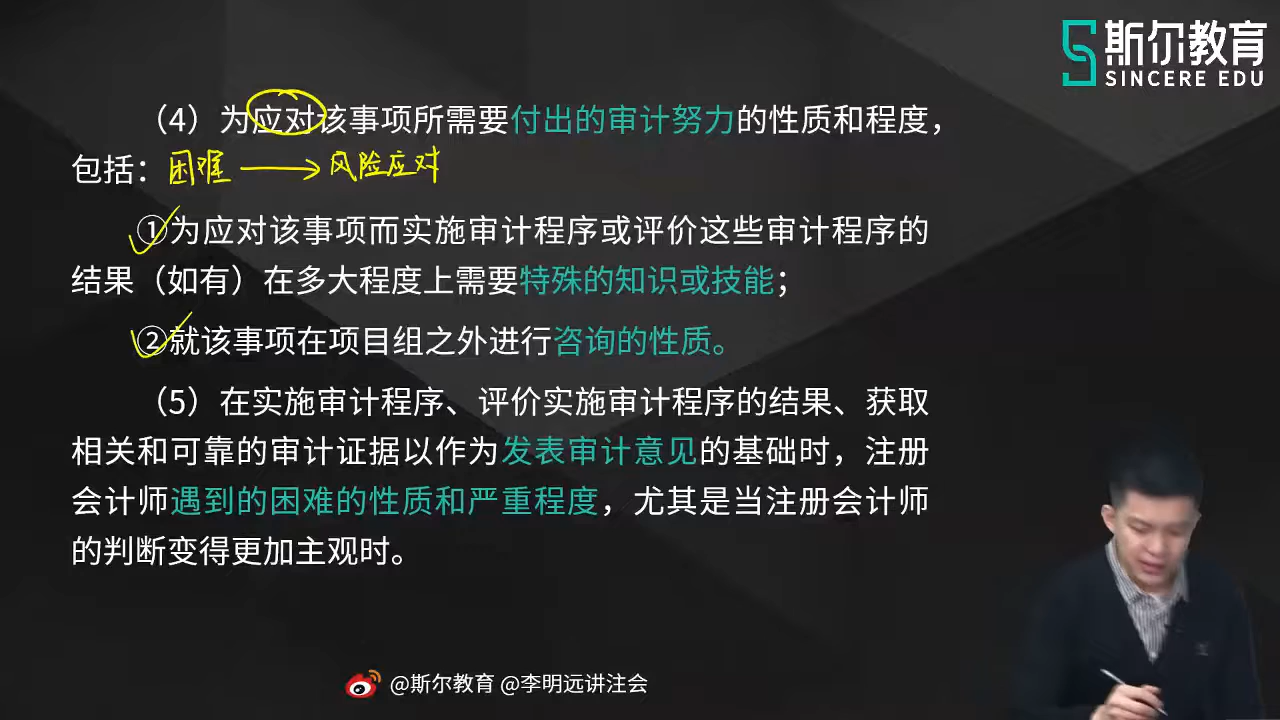 斯尔教育
SINCERE EDU
（4）为应对该事项所需要付出的审计努力的性质和程度，
包括：困难 → 风险应对
①为应对该事项而实施审计程序或评价这些审计程序的
结果（如有）在多大程度上需要特殊的知识或技能；
②就该事项在项目组之外进行咨询的性质。
（5）在实施审计程序、评价实施审计程序的结果、获取
相关和可靠的审计证据以作为发表审计意见的基础时，注册
会计师遇到的困难的性质和严重程度，尤其是当注册会计师
的判断变得更加主观时。
@斯尔教育 @李明远讲注会